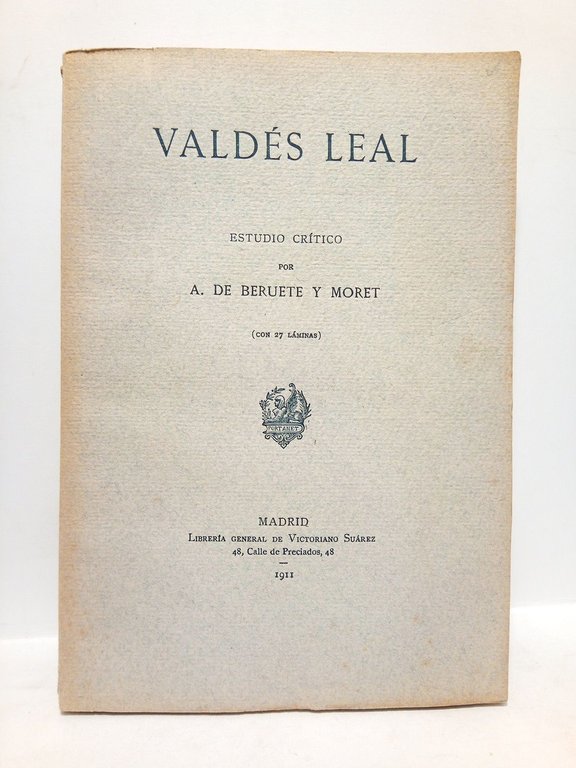 VALDÉS LEAL
ESTUDIO CRÍTICO
POR
A. DE BERUETE Y MORET
(CON 27 LÁMINAS)
FORTANET
MADRID
LIBRERÍA GENERAL DE VICTORIANO SUÁREZ
48, Calle de Preciados, 48
1911